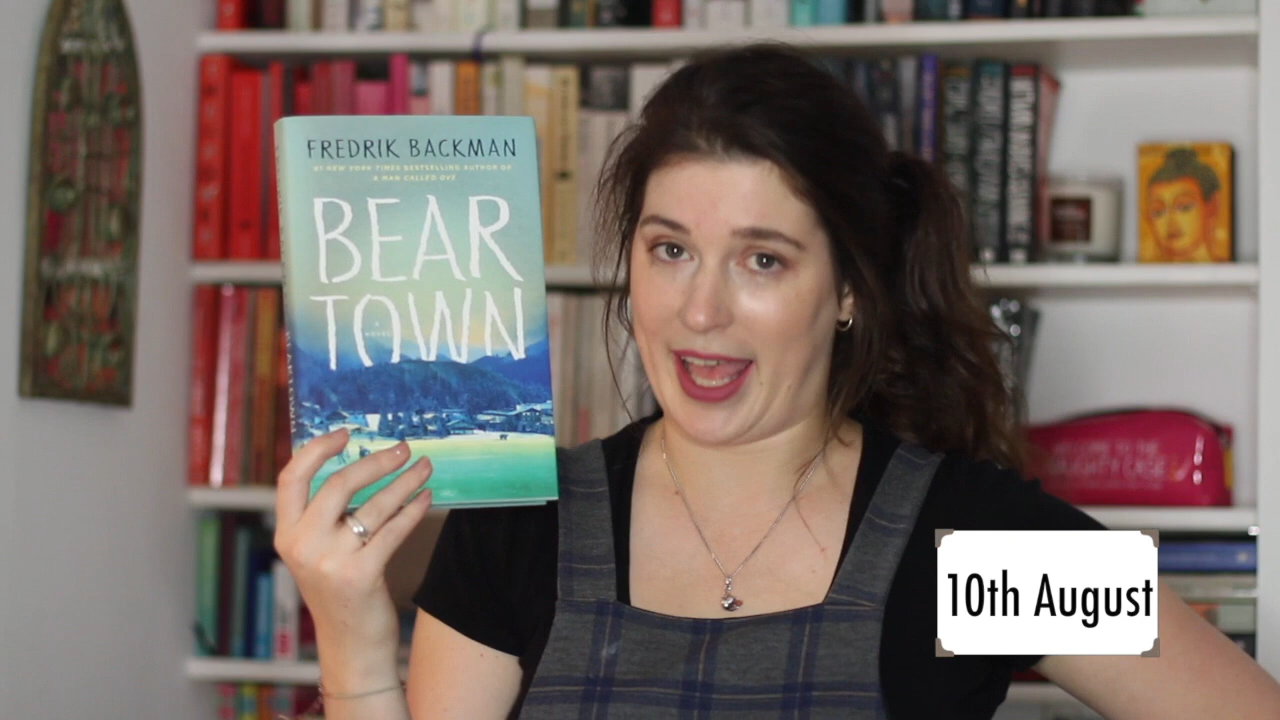 FREDRIK BACKMAN
#1 NEW YORK TIMES BESTSELLING AUTHOR OF
A MAN CALLED OVE
BEAR
TOWN
A
NOVEL
10th August